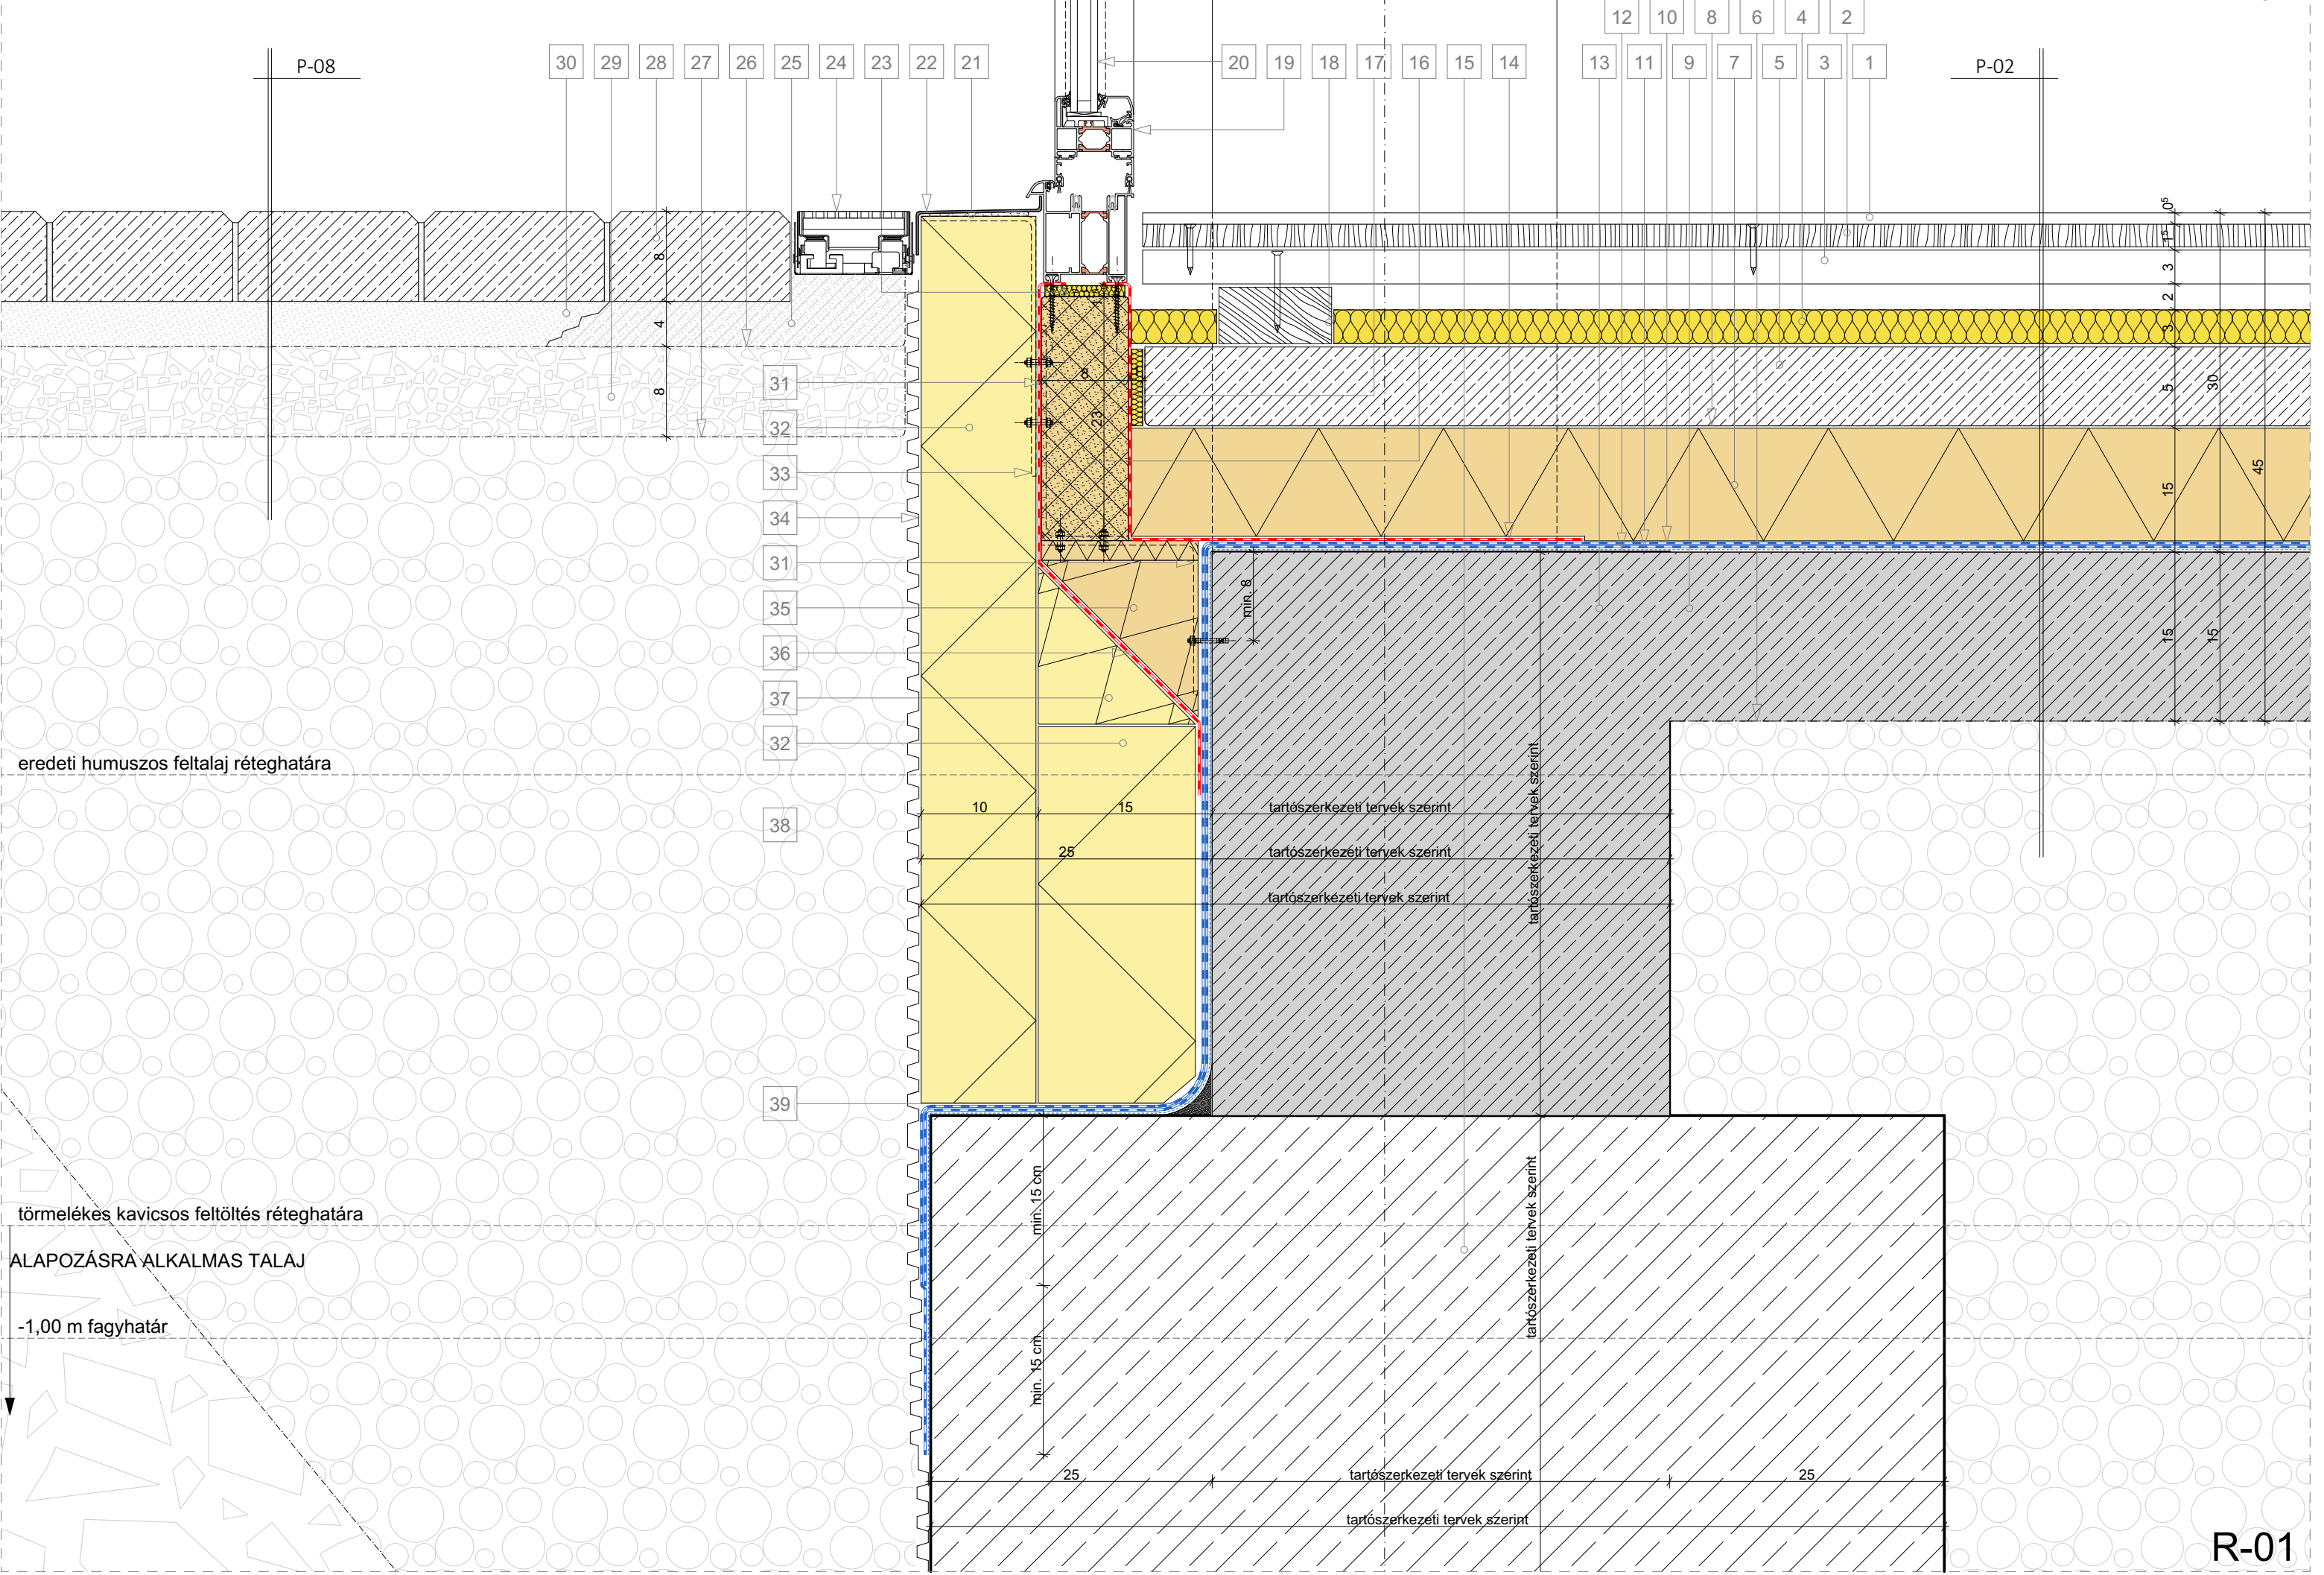 12 10 8 6 4 2
P-08
30 29 28 27 26 25 24 23 22 21
20 19 18 17 16 15 14
13 11 9 7 5 3 1
P-02
0⁵
1⁵
3
2
3
5
30
15
45
15
15
8
4
8
1
8
23
31
32
33
34
31
35
36
37
32
38
39
min. 8
eredeti humuszos feltalaj réteghatára
10
15
tartószerkezeti tervek szerint
25
tartószerkezeti tervek szerint
tartószerkezeti tervek szerint
tartószerkezeti tervek szerint
törmelékes kavicsos feltöltés réteghatára
ALAPOZÁSRA ALKALMAS TALAJ
-1,00 m fagyhatár
min. 15 cm
min. 15 cm
tartószerkezeti tervek szerint
25
tartószerkezeti tervek szerint
25
tartószerkezeti tervek szerint
R-01